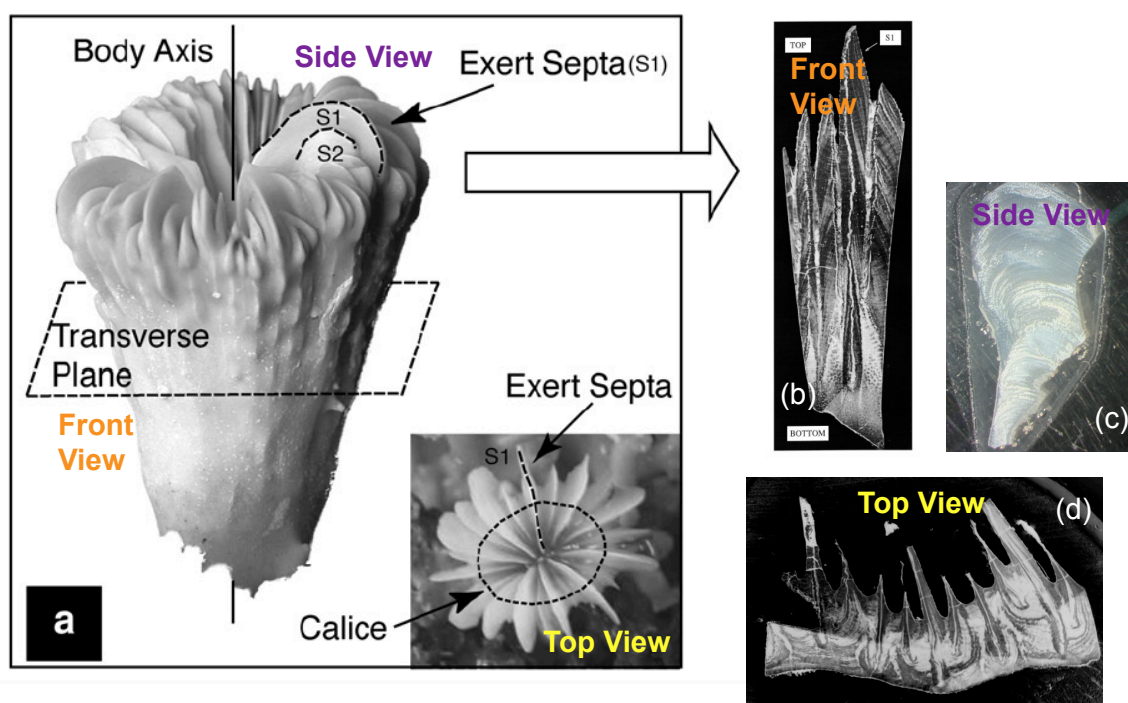 Body Axis
Side View
Exert Septa(S1)
S1
S2
Transverse
Plane
Front
View
Exert Septa
S1
Calice
Top View
a
TOP
S1
Front
View
(b)
BOTTOM
Side View
(c)
Top View
(d)